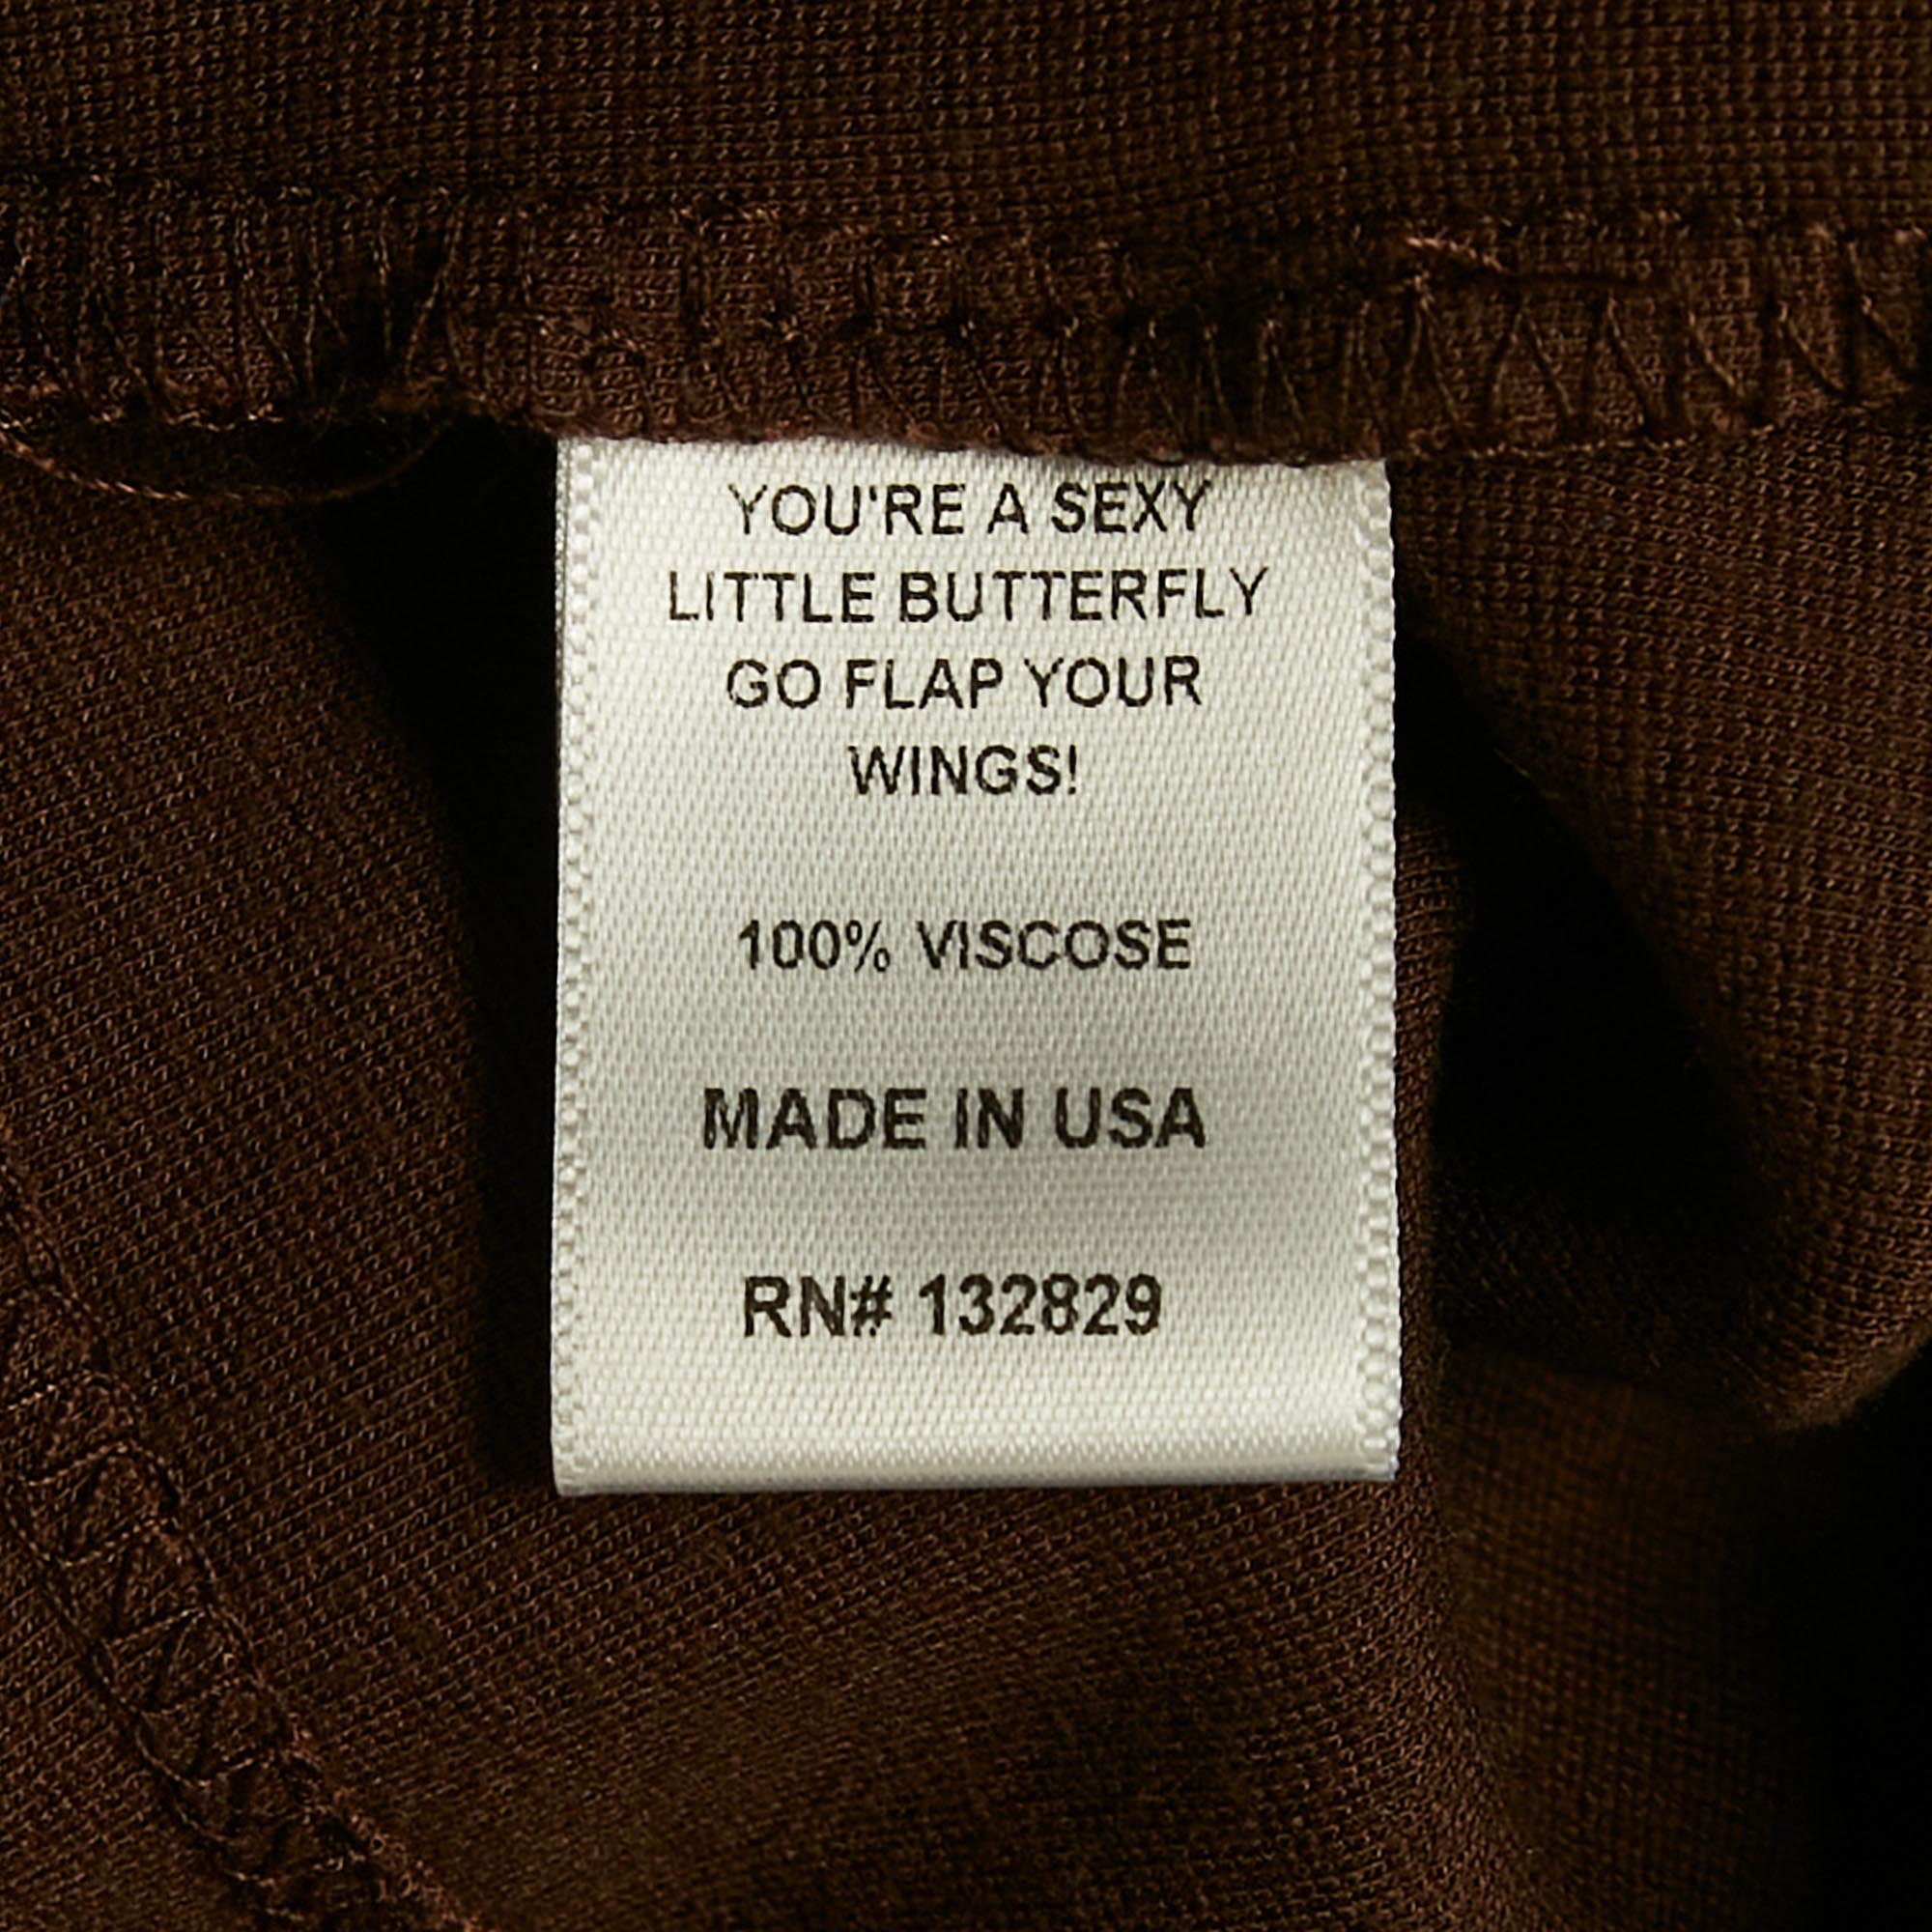 YOU'RE A SEXY
LITTLE BUTTERFLY
GO FLAP YOUR
WINGS!
100% VISCOSE
MADE IN USA
RN# 132829